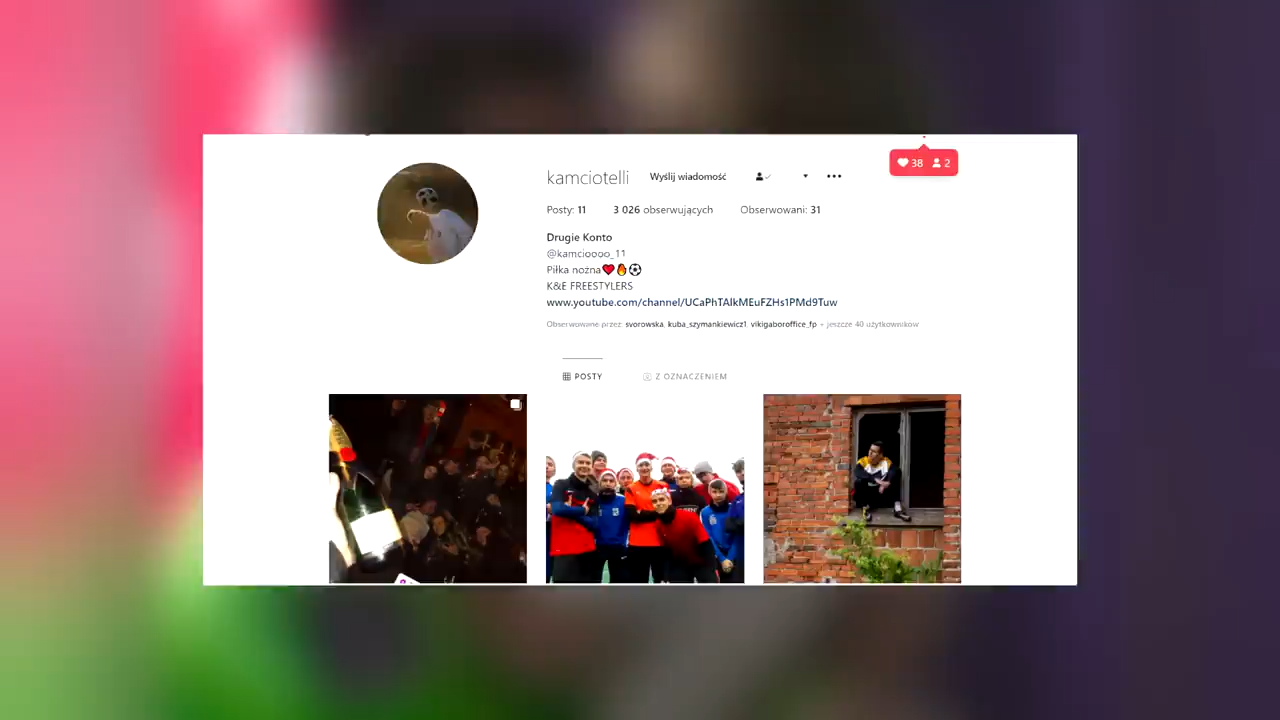 38 2
kamciotelli Wyślij wiadomość
Posty: 11 3 026 obserwujących Obserwowani: 31
Drugie Konto
@kamcioooo_11
Piłka nożna❤️🔥⚽
K&E FREESTYLERS
www.youtube.com/channel/UCaPhTAlkMEuFZHs1PMd9Tuw
Obserwowane przez svorowska, kuba_szymankiewicz1, vikigaboroffice_fp + jeszcze 40 użytkowników
POSTY Z OZNACZENIEM